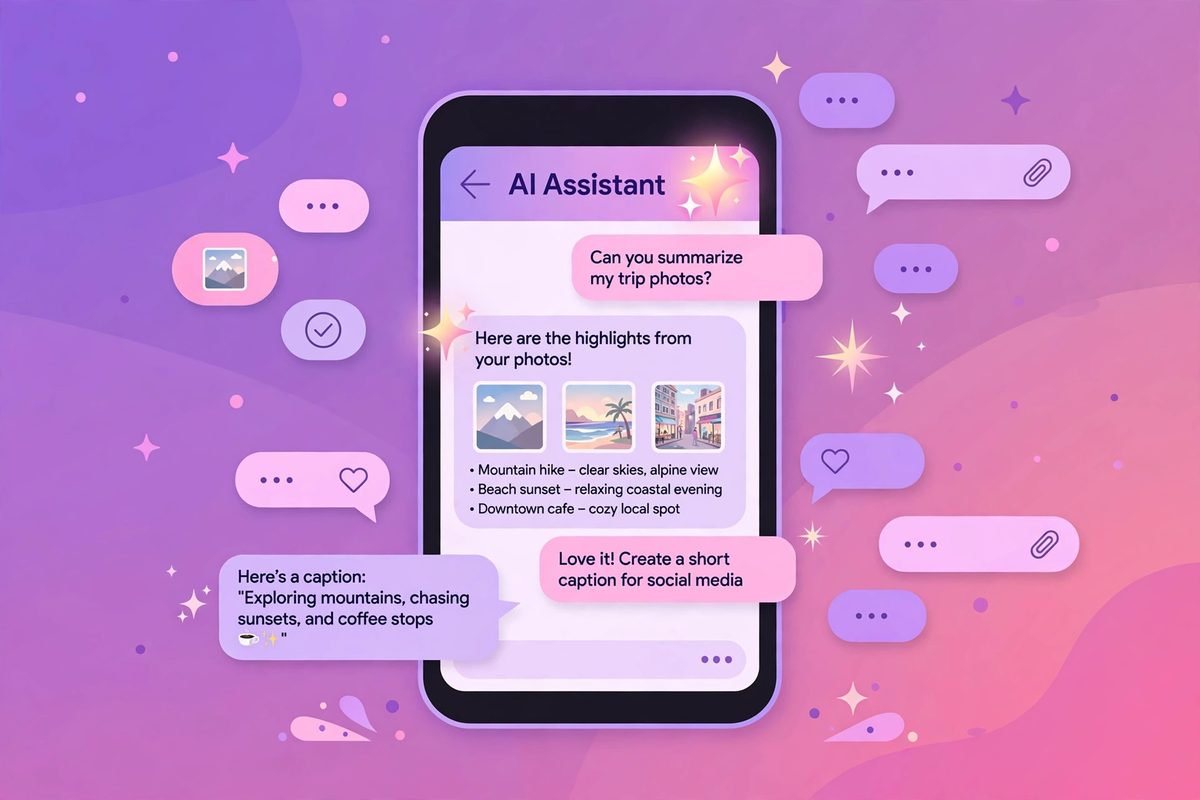 AI Assistant
Can you summarize
my trip photos?
Here are the highlights from
your photos!
• Mountain hike – clear skies, alpine view
• Beach sunset – relaxing coastal evening
• Downtown cafe – cozy local spot
Love it! Create a short
caption for social media
Here's a caption:
"Exploring mountains, chasing
sunsets, and coffee stops
☕✨"